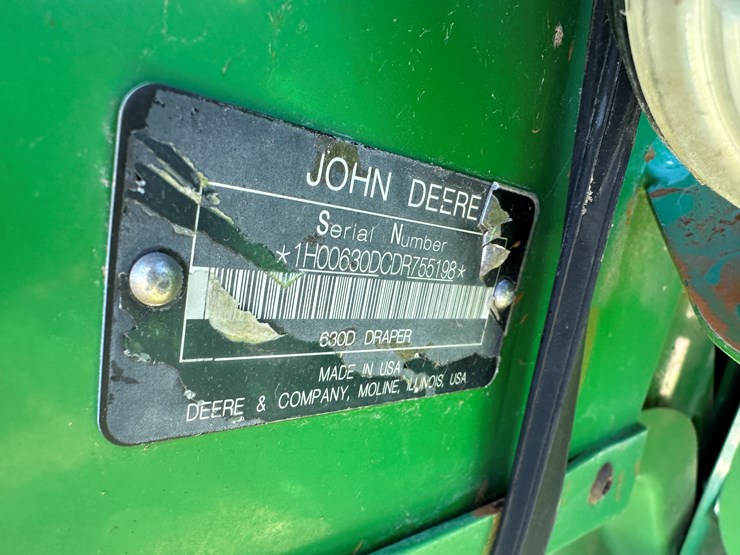 JOHN DEERE
Serial Number
*1H00630DCDR755198*
630D DRAPER
MADE IN USA
DEERE & COMPANY, MOLINE, ILLINOIS, USA